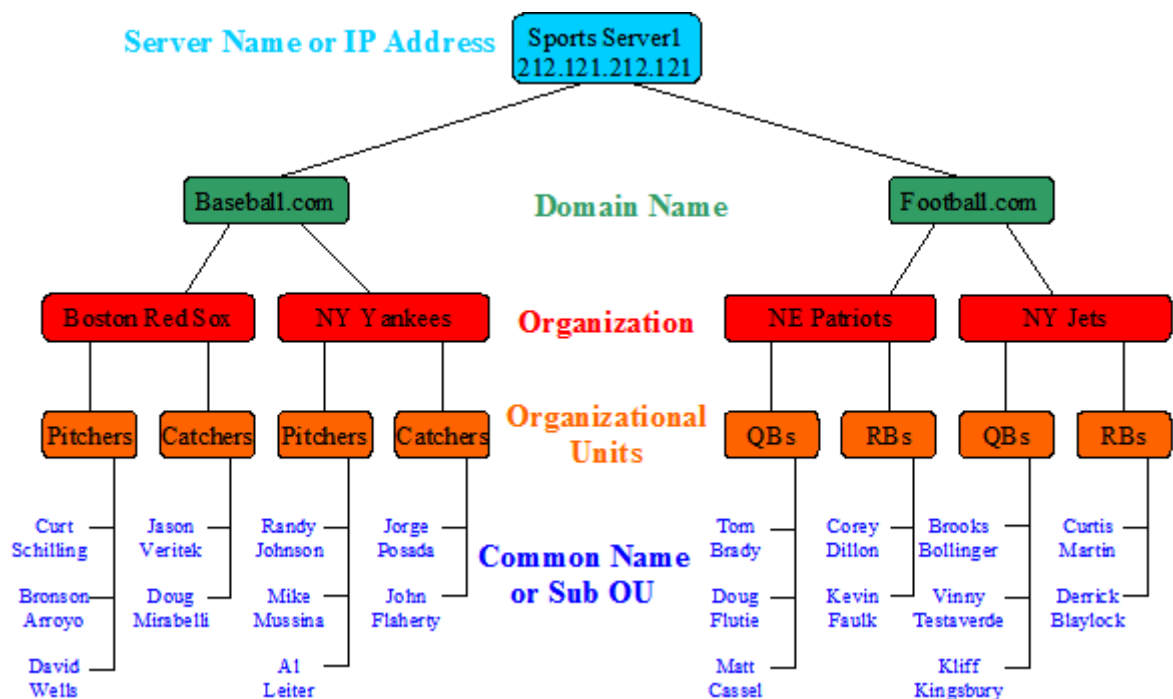 Server Name or IP Address
Sports Server1
212.121.212.121
Baseball.com
Domain Name
Football.com
Boston Red Sox
NY Yankees
Organization
NE Patriots
NY Jets
Pitchers
Catchers
Pitchers
Catchers
Organizational
Units
QBs
RBs
QBs
RBs
Curt
Schilling
Jason
Veritek
Randy
Johnson
Jorge
Posada
Common Name
or Sub OU
Tom
Brady
Corey
Dillon
Brooks
Bollinger
Curtis
Martin
Bronson
Arroyo
Doug
Mirabelli
Mike
Mussina
John
Flaherty
Doug
Flutie
Kevin
Faulk
Vinny
Testaverde
Derrick
Blaylock
David
Wells
Al
Leiter
Matt
Cassel
Kliff
Kingsbury